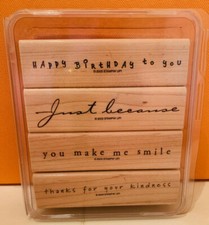 HAPPY BiRTHDAY to you
Just because
you make me smile
thanks for your kindness